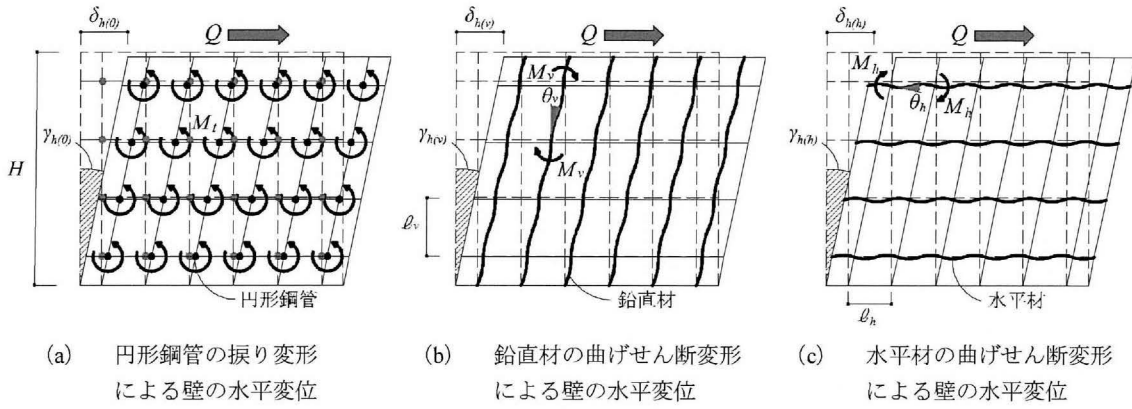 δh(0)
Q
H
γh(0)
Mt
円形鋼管
(a) 円形鋼管の捩り変形
による壁の水平変位
δh(v)
Q
Mv
θv
γh(v)
Mv
ℓv
鉛直材
(b) 鉛直材の曲げせん断変形
による壁の水平変位
δh(h)
Q
Mh
θh
Mh
γh(h)
ℓh
水平材
(c) 水平材の曲げせん断変形
による壁の水平変位